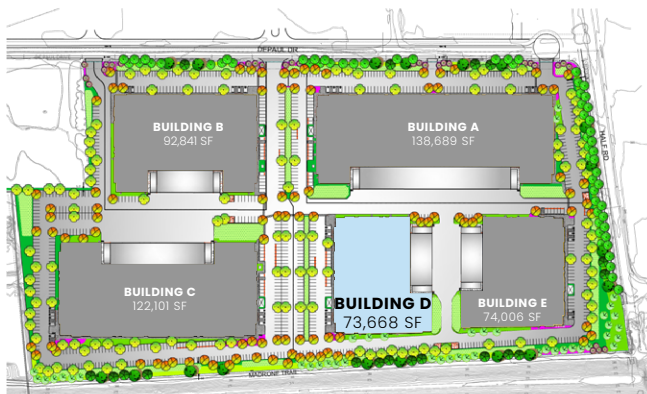 DEPAUL DR
BUILDING B
92,841 SF
BUILDING A
138,689 SF
HALE RD
BUILDING C
122,101 SF
BUILDING D
73,668 SF
BUILDING E
74,006 SF
MADRONE TRAIL